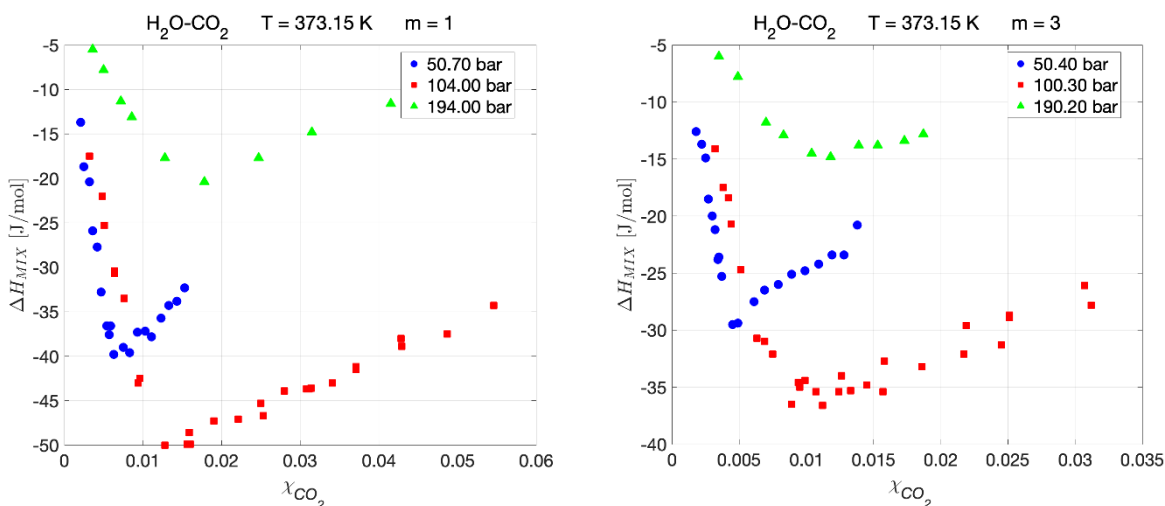 H2O-CO2 T = 373.15 K m = 1
-5
-10
-15
-20
-25
-30
-35
-40
-45
-50
ΔH_MIX [J/mol]
50.70 bar
104.00 bar
194.00 bar
0 0.01 0.02 0.03 0.04 0.05 0.06
χ_CO2
H2O-CO2 T = 373.15 K m = 3
-5
-10
-15
-20
-25
-30
-35
-40
ΔH_MIX [J/mol]
50.40 bar
100.30 bar
190.20 bar
0 0.005 0.01 0.015 0.02 0.025 0.03 0.035
χ_CO2